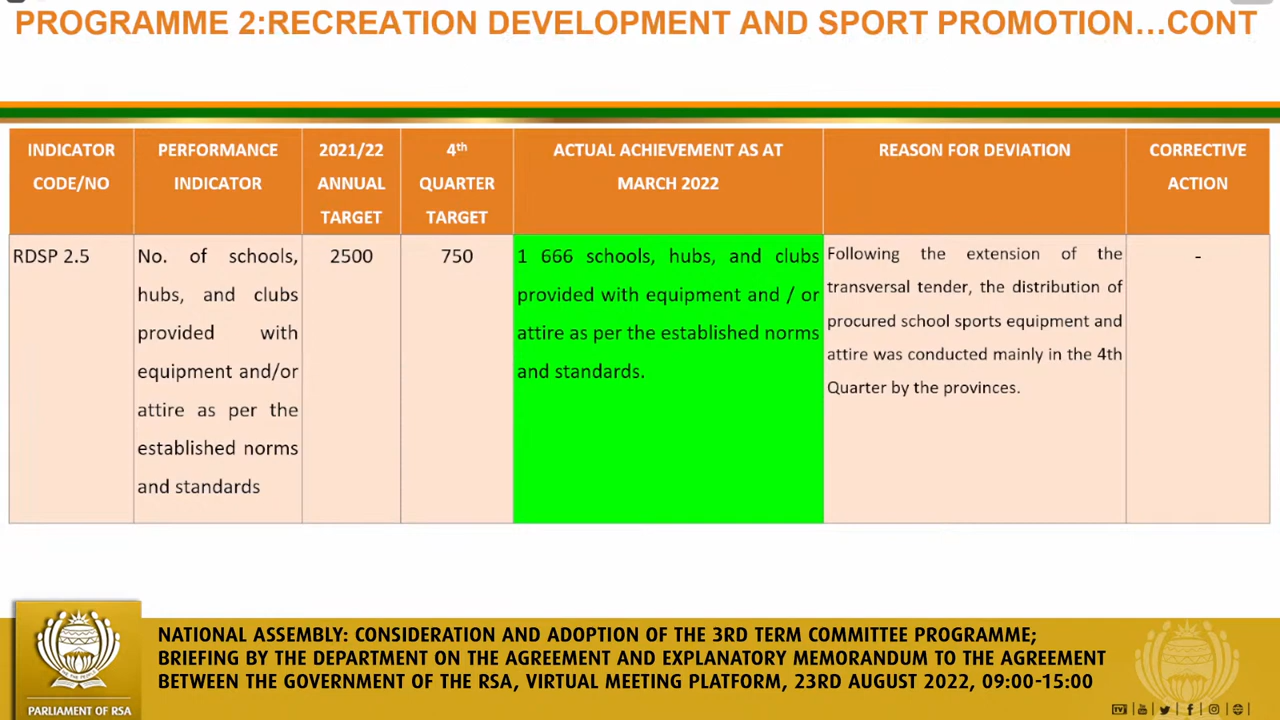 PROGRAMME 2:RECREATION DEVELOPMENT AND SPORT PROMOTION…CONT
INDICATOR
CODE/NO
PERFORMANCE
INDICATOR
2021/22
ANNUAL
TARGET
4th
QUARTER
TARGET
ACTUAL ACHIEVEMENT AS AT
MARCH 2022
REASON FOR DEVIATION
CORRECTIVE
ACTION
RDSP 2.5
No. of schools,
hubs, and clubs
provided with
equipment and/or
attire as per the
established norms
and standards
2500
750
1 666 schools, hubs, and clubs
provided with equipment and / or
attire as per the established norms
and standards.
Following the extension of the
transversal tender, the distribution of
procured school sports equipment and
attire was conducted mainly in the 4th
Quarter by the provinces.
-
NATIONAL ASSEMBLY: CONSIDERATION AND ADOPTION OF THE 3RD TERM COMMITTEE PROGRAMME;
BRIEFING BY THE DEPARTMENT ON THE AGREEMENT AND EXPLANATORY MEMORANDUM TO THE AGREEMENT
BETWEEN THE GOVERNMENT OF THE RSA, VIRTUAL MEETING PLATFORM, 23RD AUGUST 2022, 09:00-15:00
PARLIAMENT OF RSA